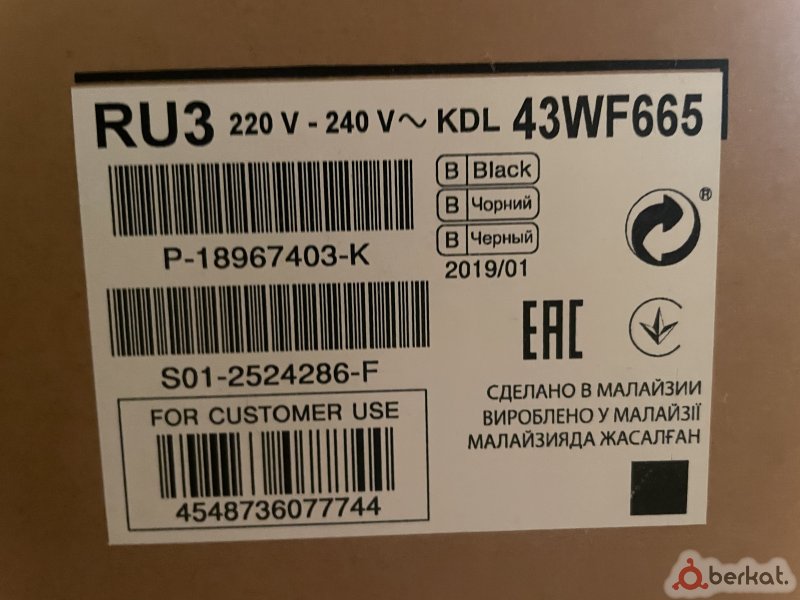 RU3 220 V - 240 V~ KDL 43WF665
B Black
B Чорний
B Черный
2019/01
P-18967403-K
S01-2524286-F
®
EAC
СДЕЛАНО В МАЛАЙЗИИ
ВИРОБЛЕНО У МАЛАЙЗІЇ
МАЛАЙЗИЯДА ЖАСАЛҒАН
FOR CUSTOMER USE
4548736077744
berkat.